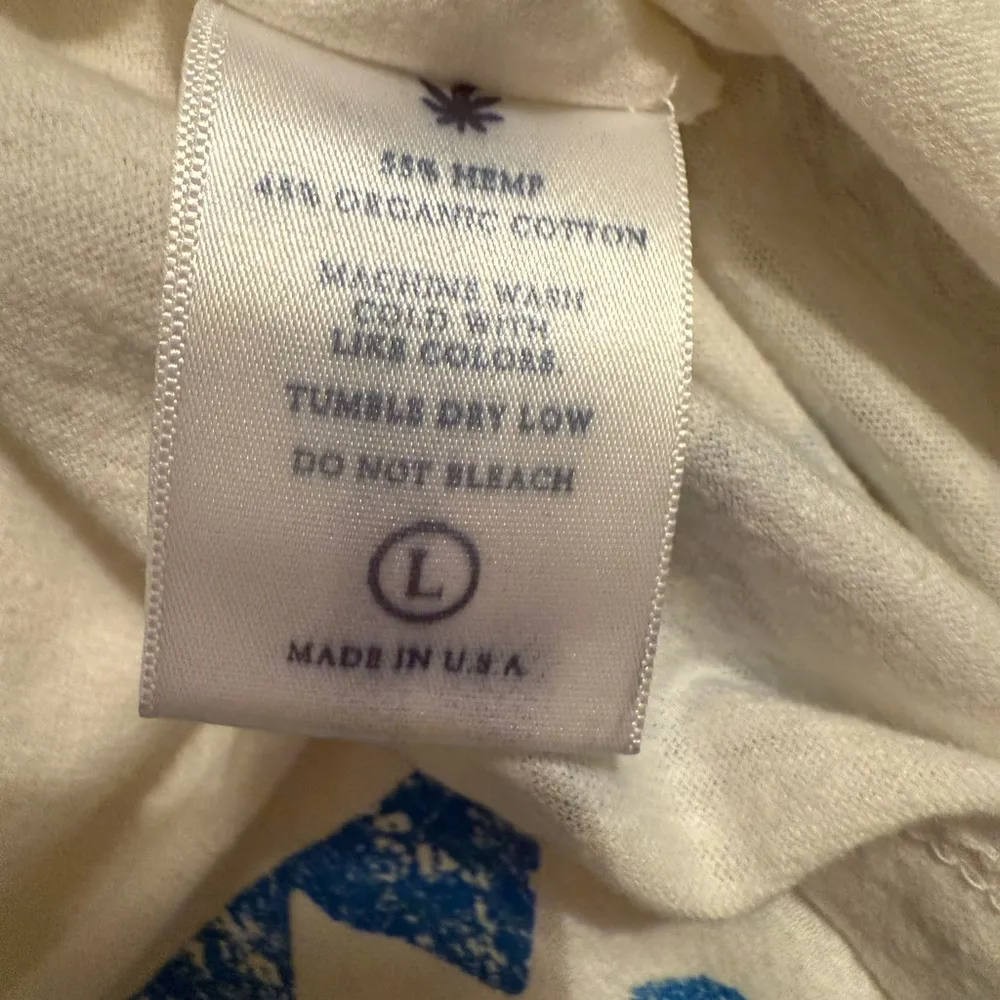 55% HEMP
45% ORGANIC COTTON
MACHINE WASH
COLD WITH
LIKE COLORS
TUMBLE DRY LOW
DO NOT BLEACH
L
MADE IN U.S.A